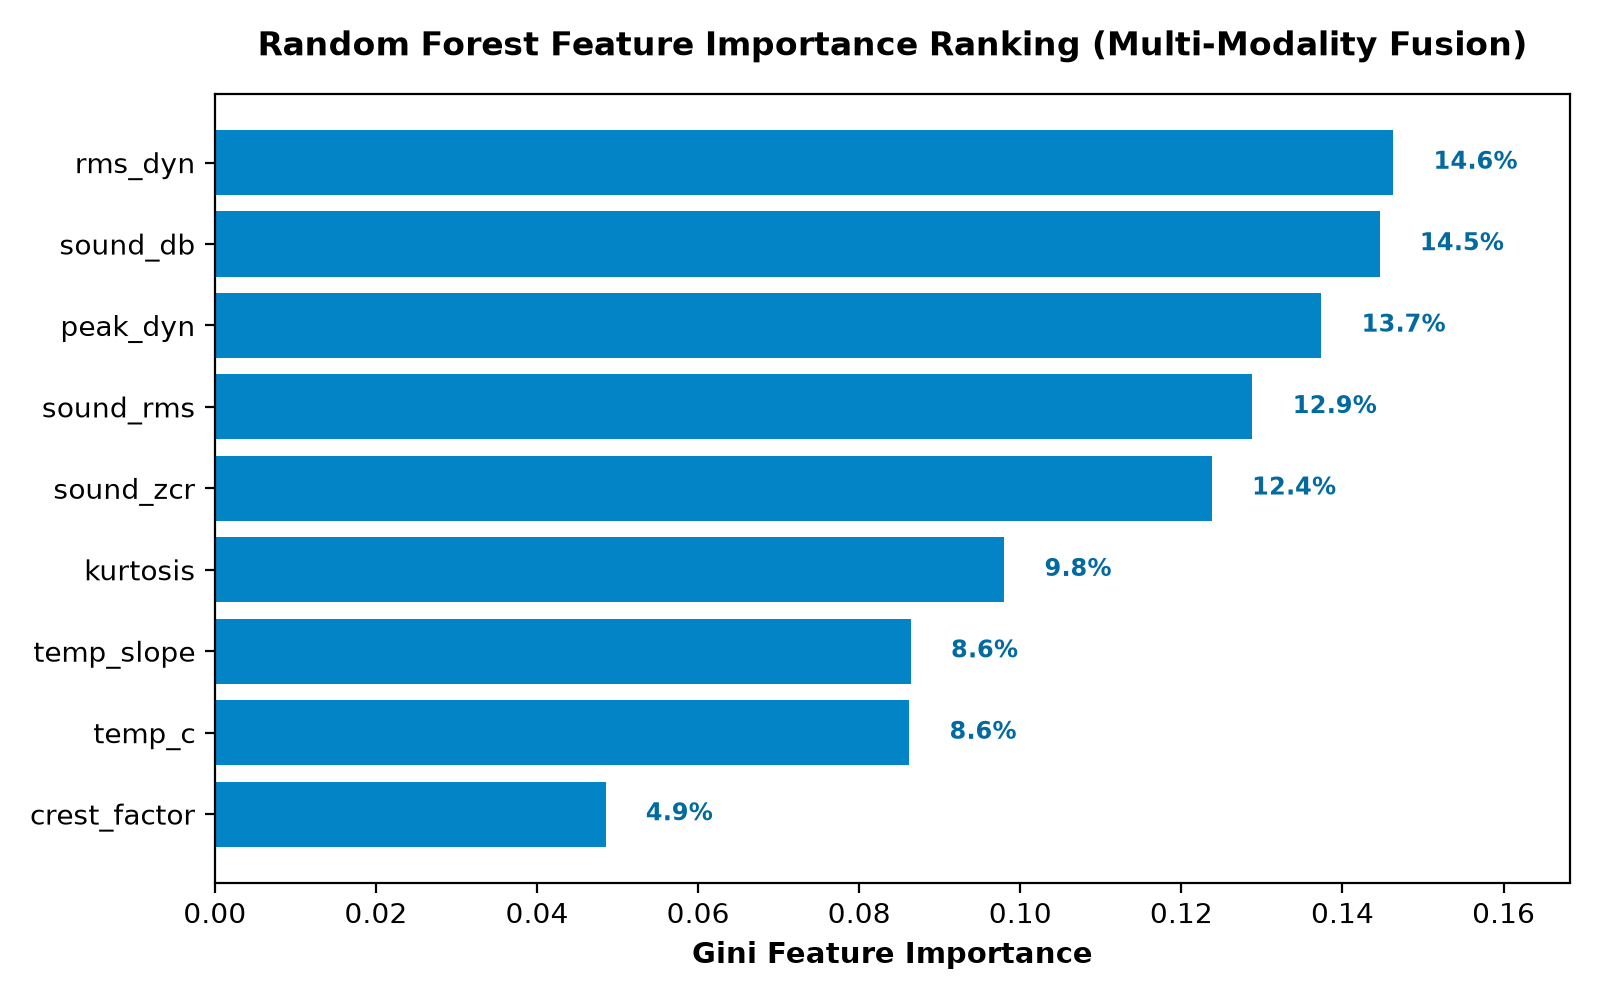 Random Forest Feature Importance Ranking (Multi-Modality Fusion)
rms_dyn 14.6%
sound_db 14.5%
peak_dyn 13.7%
sound_rms 12.9%
sound_zcr 12.4%
kurtosis 9.8%
temp_slope 8.6%
temp_c 8.6%
crest_factor 4.9%
0.00 0.02 0.04 0.06 0.08 0.10 0.12 0.14 0.16
Gini Feature Importance